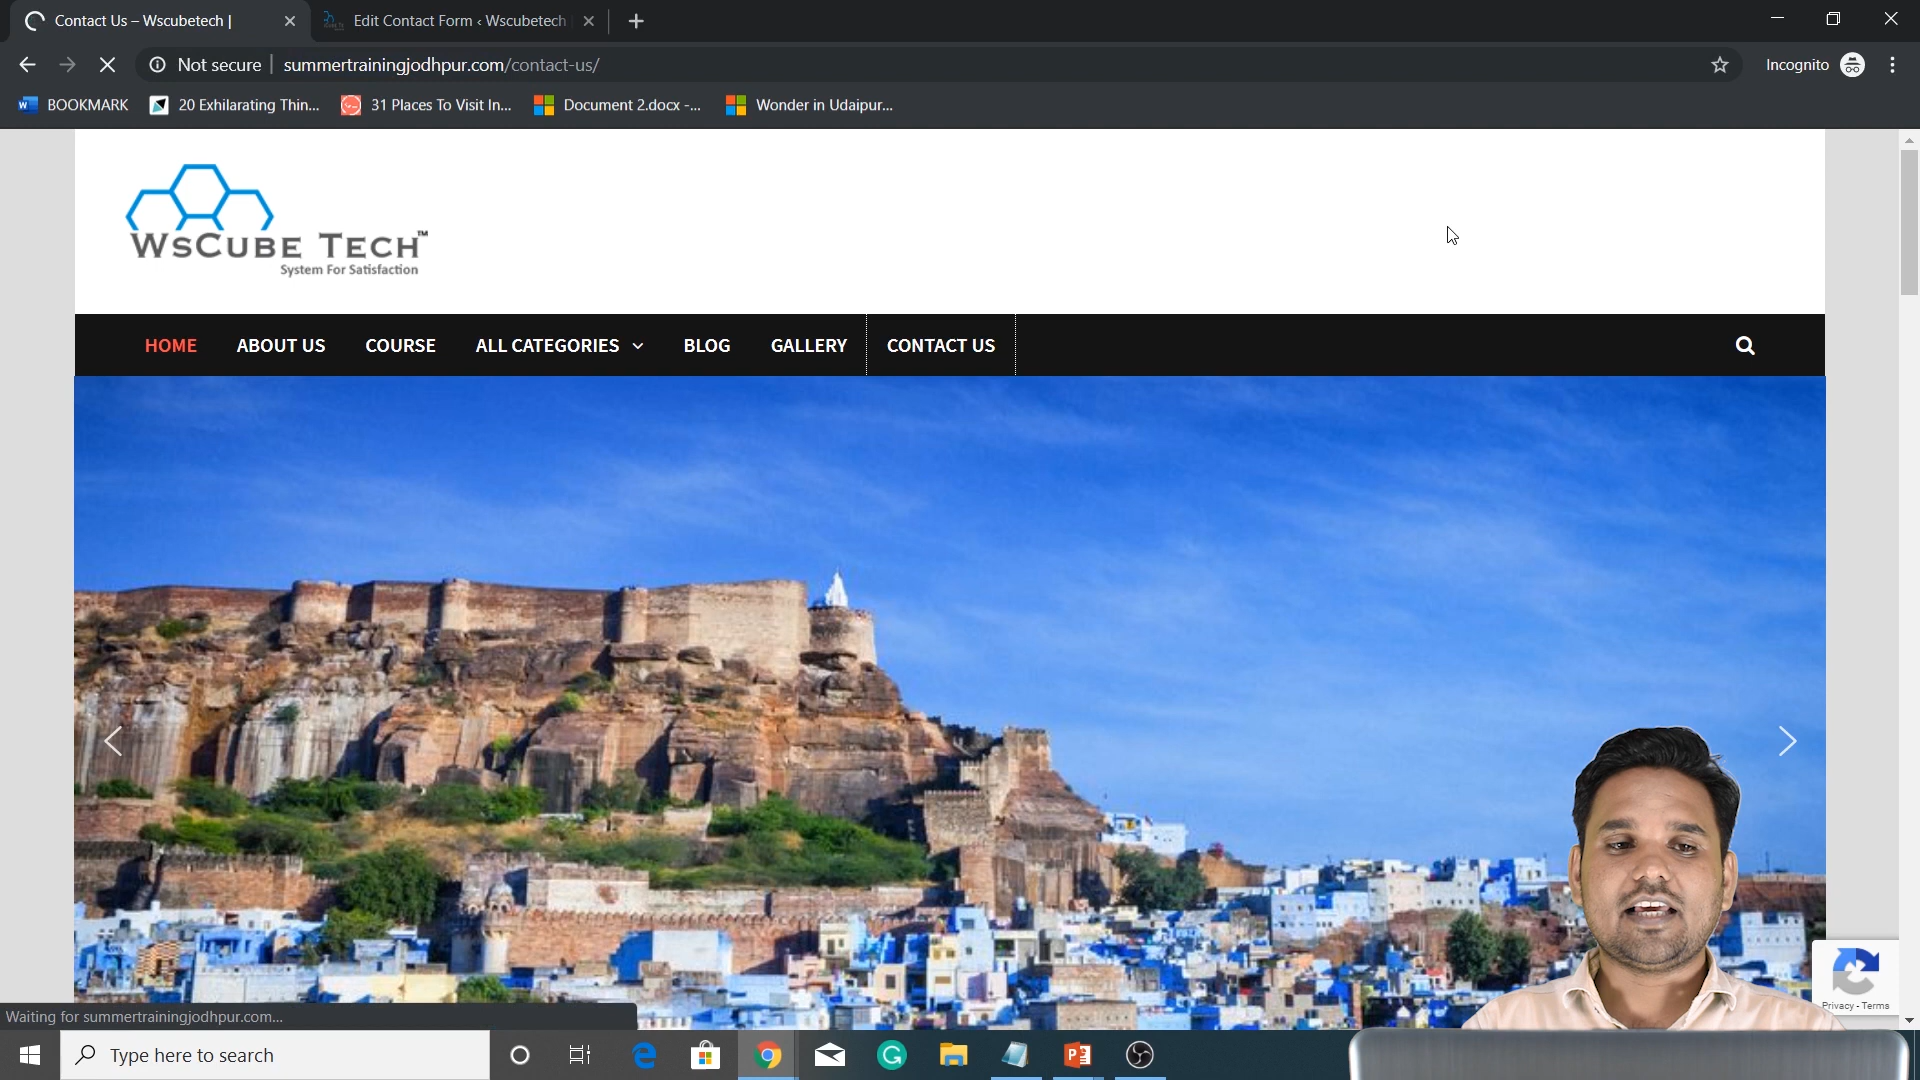 Contact Us – Wscubetech |
Edit Contact Form ‹ Wscubetech
Not secure
summertrainingjodhpur.com/contact-us/
Incognito
BOOKMARK
20 Exhilarating Thin...
31 Places To Visit In...
Document 2.docx -...
Wonder in Udaipur...
WSCUBE TECH™
System For Satisfaction
HOME
ABOUT US
COURSE
ALL CATEGORIES
BLOG
GALLERY
CONTACT US
Privacy - Terms
Waiting for summertrainingjodhpur.com...
Type here to search